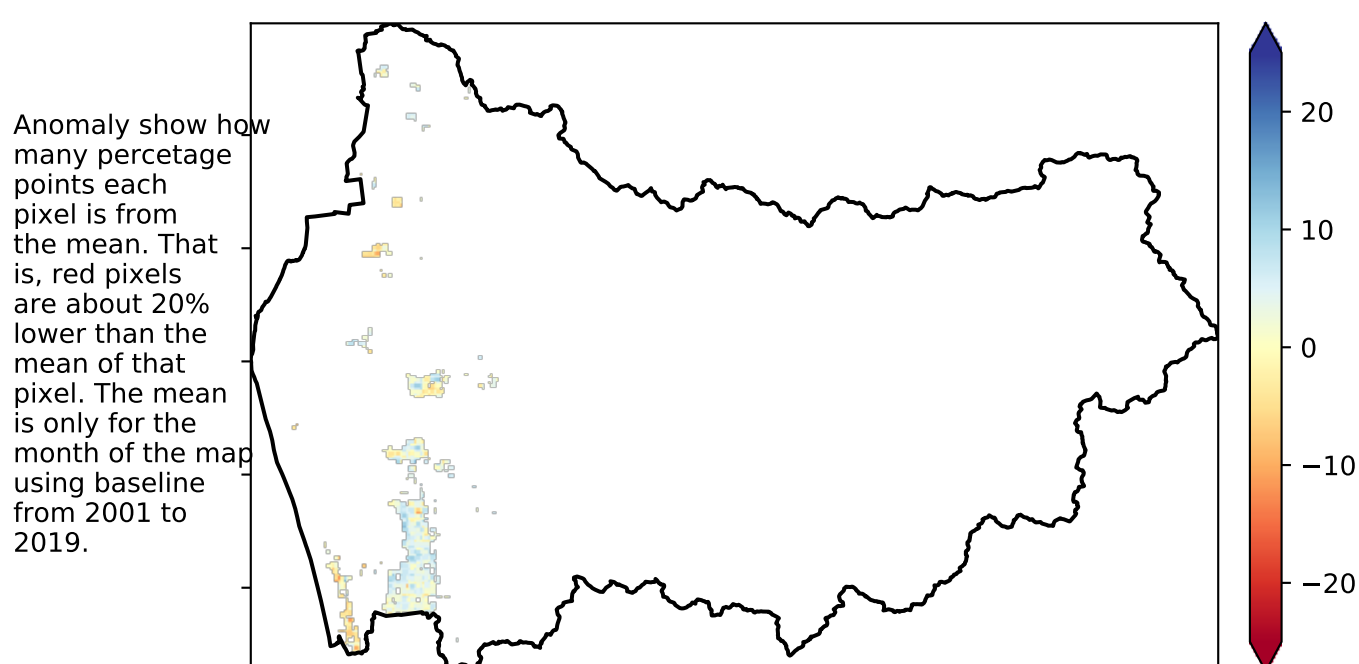 Anomaly show how
many percetage
points each
pixel is from
the mean. That
is, red pixels
are about 20%
lower than the
mean of that
pixel. The mean
is only for the
month of the map
using baseline
from 2001 to
2019.
20
10
0
−10
−20